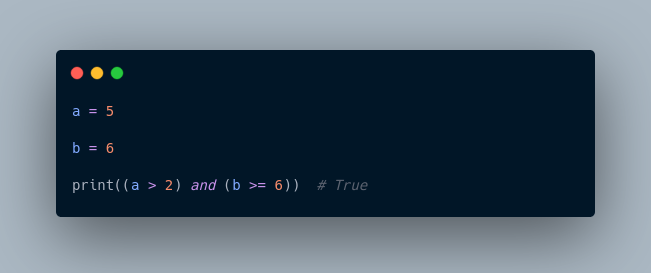 a = 5
b = 6
print((a > 2) and (b >= 6))  # True